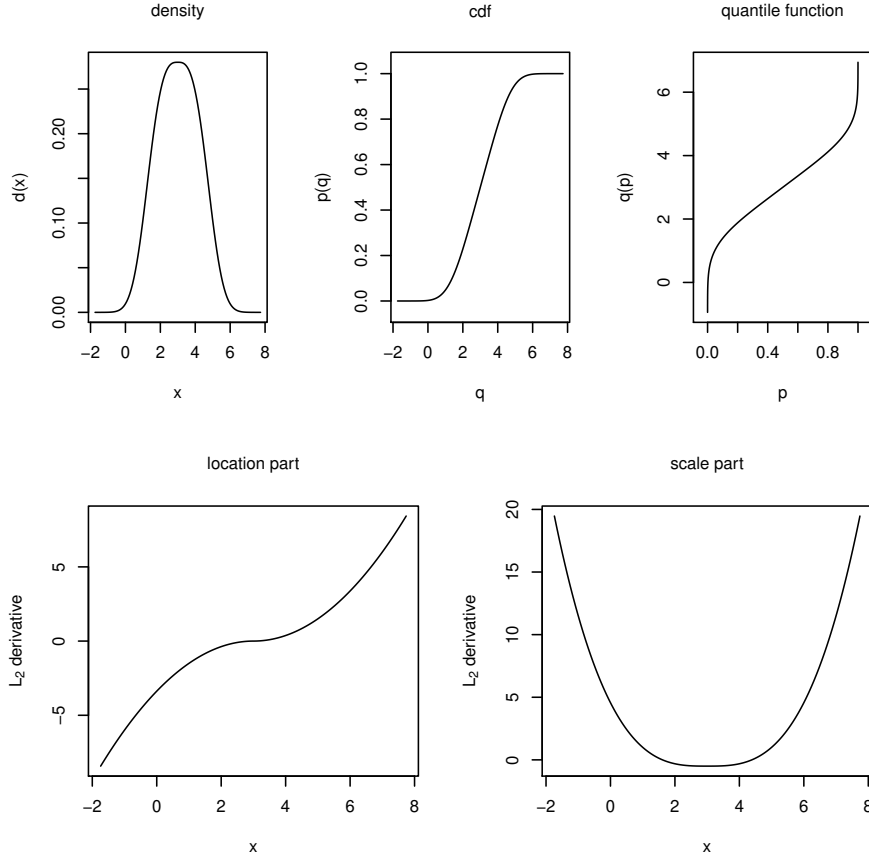 density
cdf
quantile function
d(x)
0.00
0.10
0.20
−2 0 2 4 6 8
x
p(q)
0.0
0.2
0.4
0.6
0.8
1.0
−2 0 2 4 6 8
q
q(p)
0
2
4
6
0.0 0.4 0.8
p
location part
scale part
L2 derivative
−5
0
5
−2 0 2 4 6 8
x
L2 derivative
0
5
10
15
20
−2 0 2 4 6 8
x